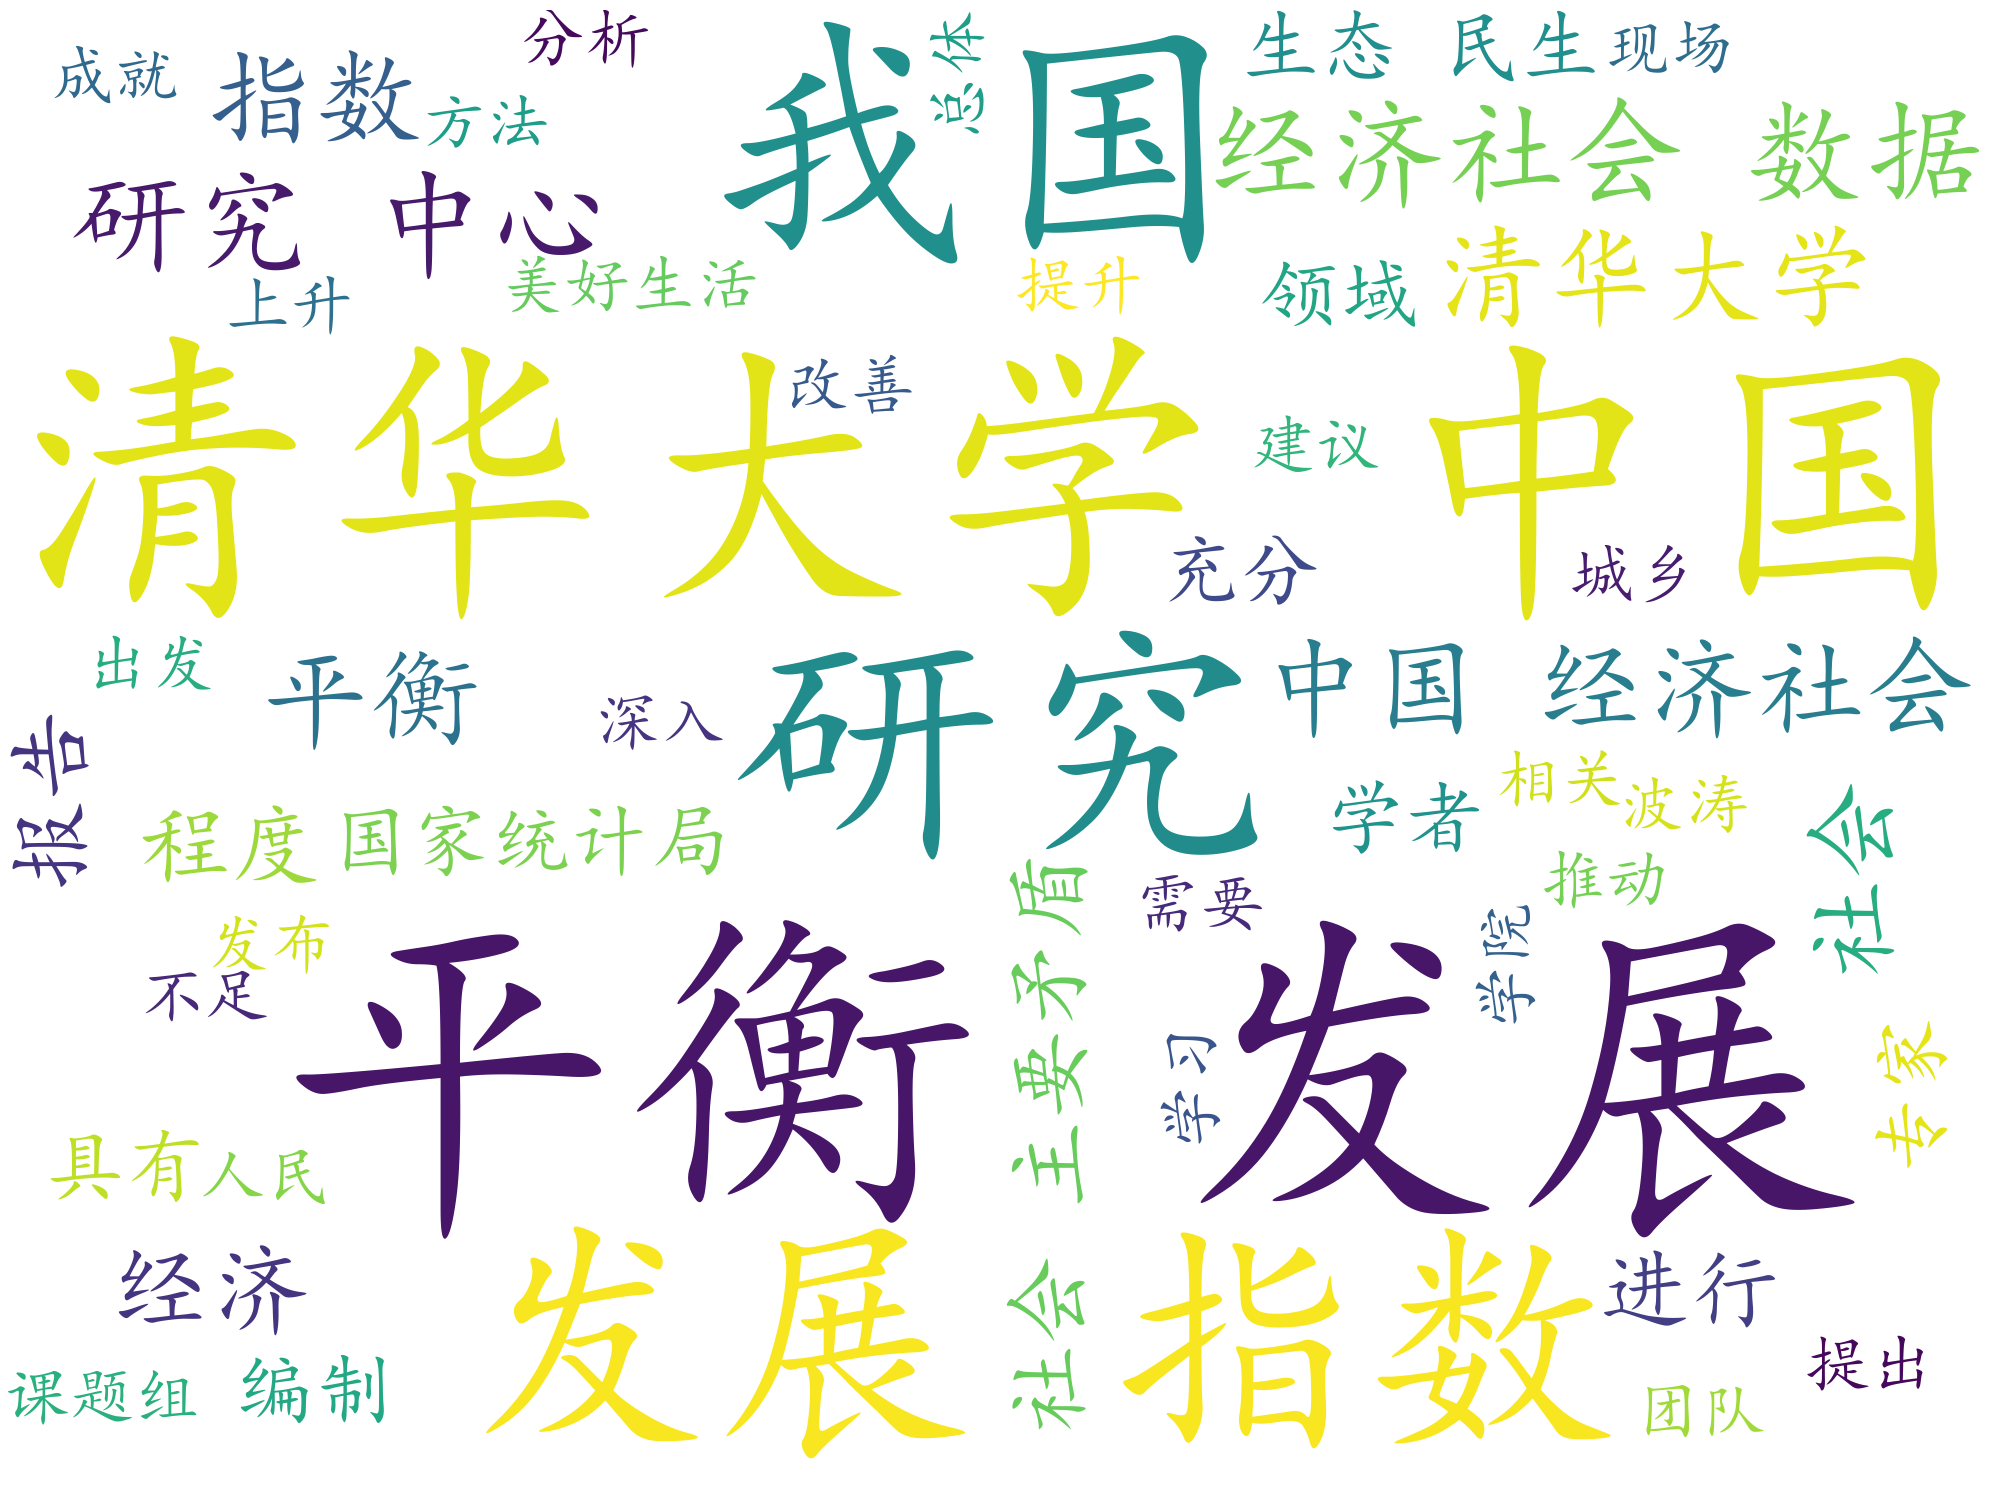 分析
成就
指数
方法
我国
总体
生态
民生
现场
经济社会
数据
研究 中心
上升
美好生活
提升
领域
清华大学
清华大学 中国
改善
建议
充分
城乡
出发
平衡
深入
研究
中国 经济社会
报告
程度
国家统计局
学者
相关
波涛
社会
推动
需要
主要矛盾
发布
不足
平衡 发展
学院
学习
专家
具有
人民
经济
发展 指数
社会
进行
课题组
编制
提出
团队